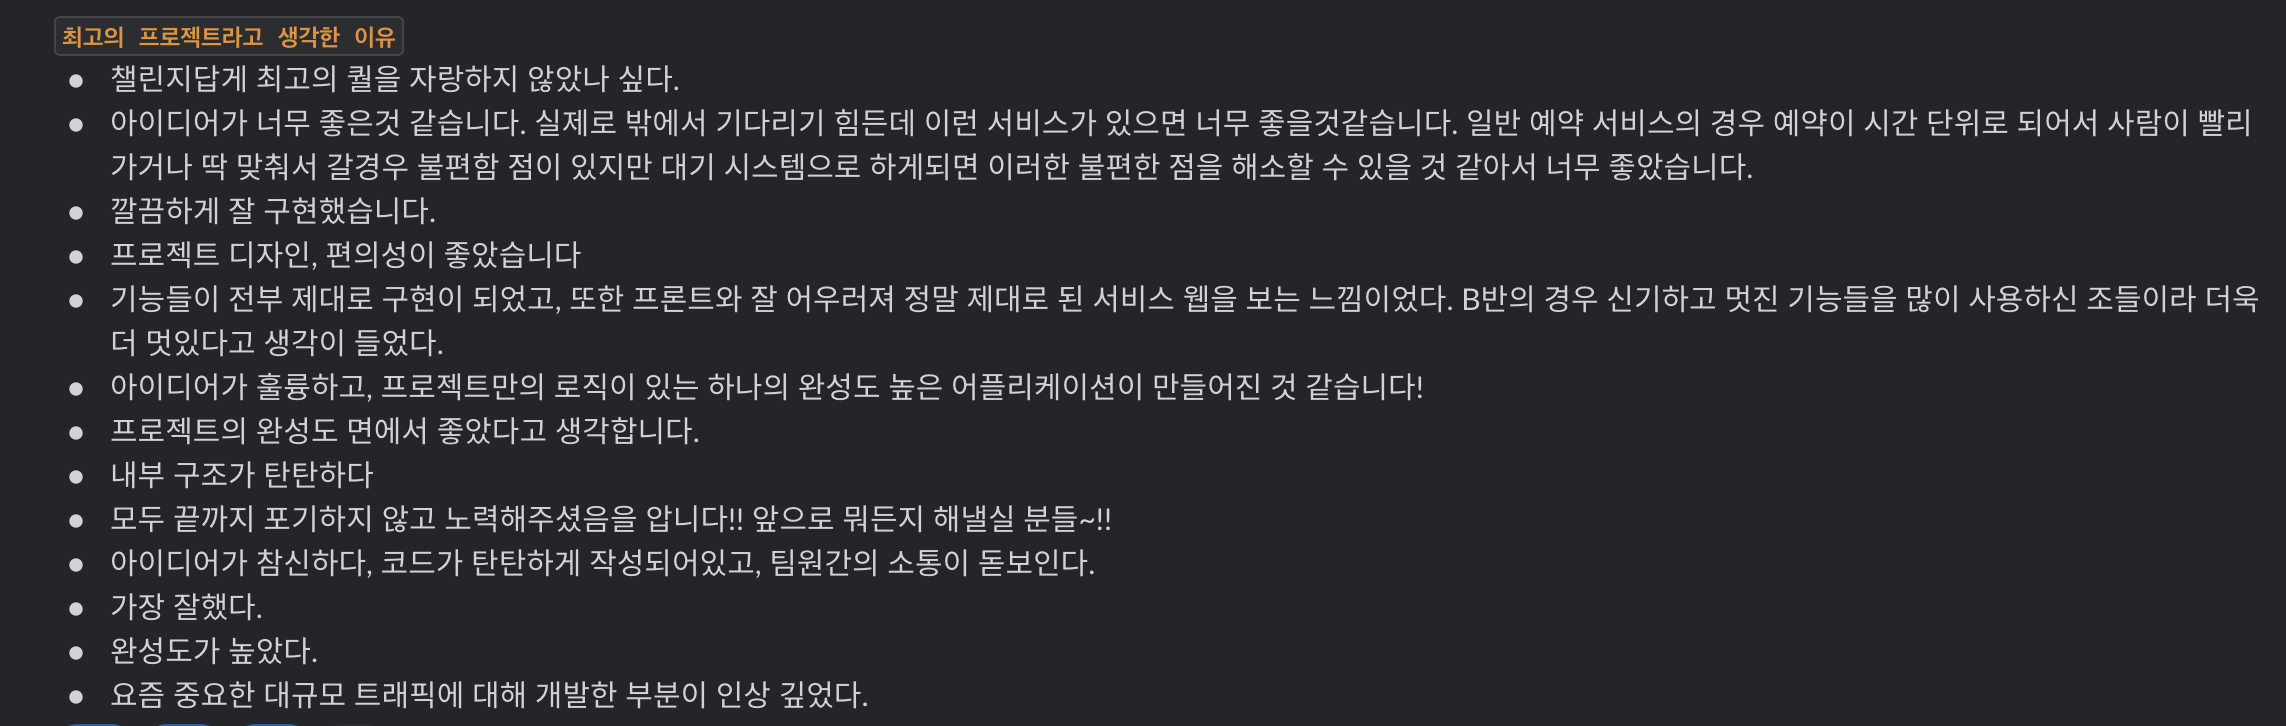 최고의 프로젝트라고 생각한 이유
● 챌린지답게 최고의 퀄을 자랑하지 않았나 싶다.
● 아이디어가 너무 좋은것 같습니다. 실제로 밖에서 기다리기 힘든데 이런 서비스가 있으면 너무 좋을것같습니다. 일반 예약 서비스의 경우 예약이 시간 단위로 되어서 사람이 빨리
가거나 딱 맞춰서 갈경우 불편함 점이 있지만 대기 시스템으로 하게되면 이러한 불편한 점을 해소할 수 있을 것 같아서 너무 좋았습니다.
● 깔끔하게 잘 구현했습니다.
● 프로젝트 디자인, 편의성이 좋았습니다
● 기능들이 전부 제대로 구현이 되었고, 또한 프론트와 잘 어우러져 정말 제대로 된 서비스 웹을 보는 느낌이었다. B반의 경우 신기하고 멋진 기능들을 많이 사용하신 조들이라 더욱
더 멋있다고 생각이 들었다.
● 아이디어가 훌륭하고, 프로젝트만의 로직이 있는 하나의 완성도 높은 어플리케이션이 만들어진 것 같습니다!
● 프로젝트의 완성도 면에서 좋았다고 생각합니다.
● 내부 구조가 탄탄하다
● 모두 끝까지 포기하지 않고 노력해주셨음을 압니다!! 앞으로 뭐든지 해낼실 분들~!!
● 아이디어가 참신하다, 코드가 탄탄하게 작성되어있고, 팀원간의 소통이 돋보인다.
● 가장 잘했다.
● 완성도가 높았다.
● 요즘 중요한 대규모 트래픽에 대해 개발한 부분이 인상 깊었다.